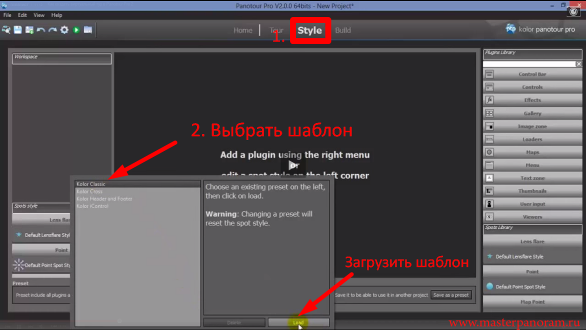 Panotour Pro V2.0.0 64bits - New Project*
File Edit View Help
Home Tour Style Build
kolor panotour pro
1.
Workspace
Plugins Library
Control Bar
Controls
Effects
Gallery
Image zone
Loaders
Maps
Menu
Text zone
Thumbnails
User input
Viewers
2. Выбрать шаблон
Add a plugin using the right menu
or
edit a spot style on the left corner
Kolor Classic
Kolor Header and Footer
Kolor iControl
Choose an existing preset on the left,
then click on load.
Warning: Changing a preset will
reset the spot style.
Spots style
Lens flare
Default Lensflare Style
Point
Default Point Spot Style
Preset
Preset include all plugins a
Загрузить шаблон
Save it to be able to use it in another project
Save as a preset
Load
Spots Library
Lens flare
Default Lensflare Style
Point
Default Point Spot Style
Play Point
www.masterpanoram.ru